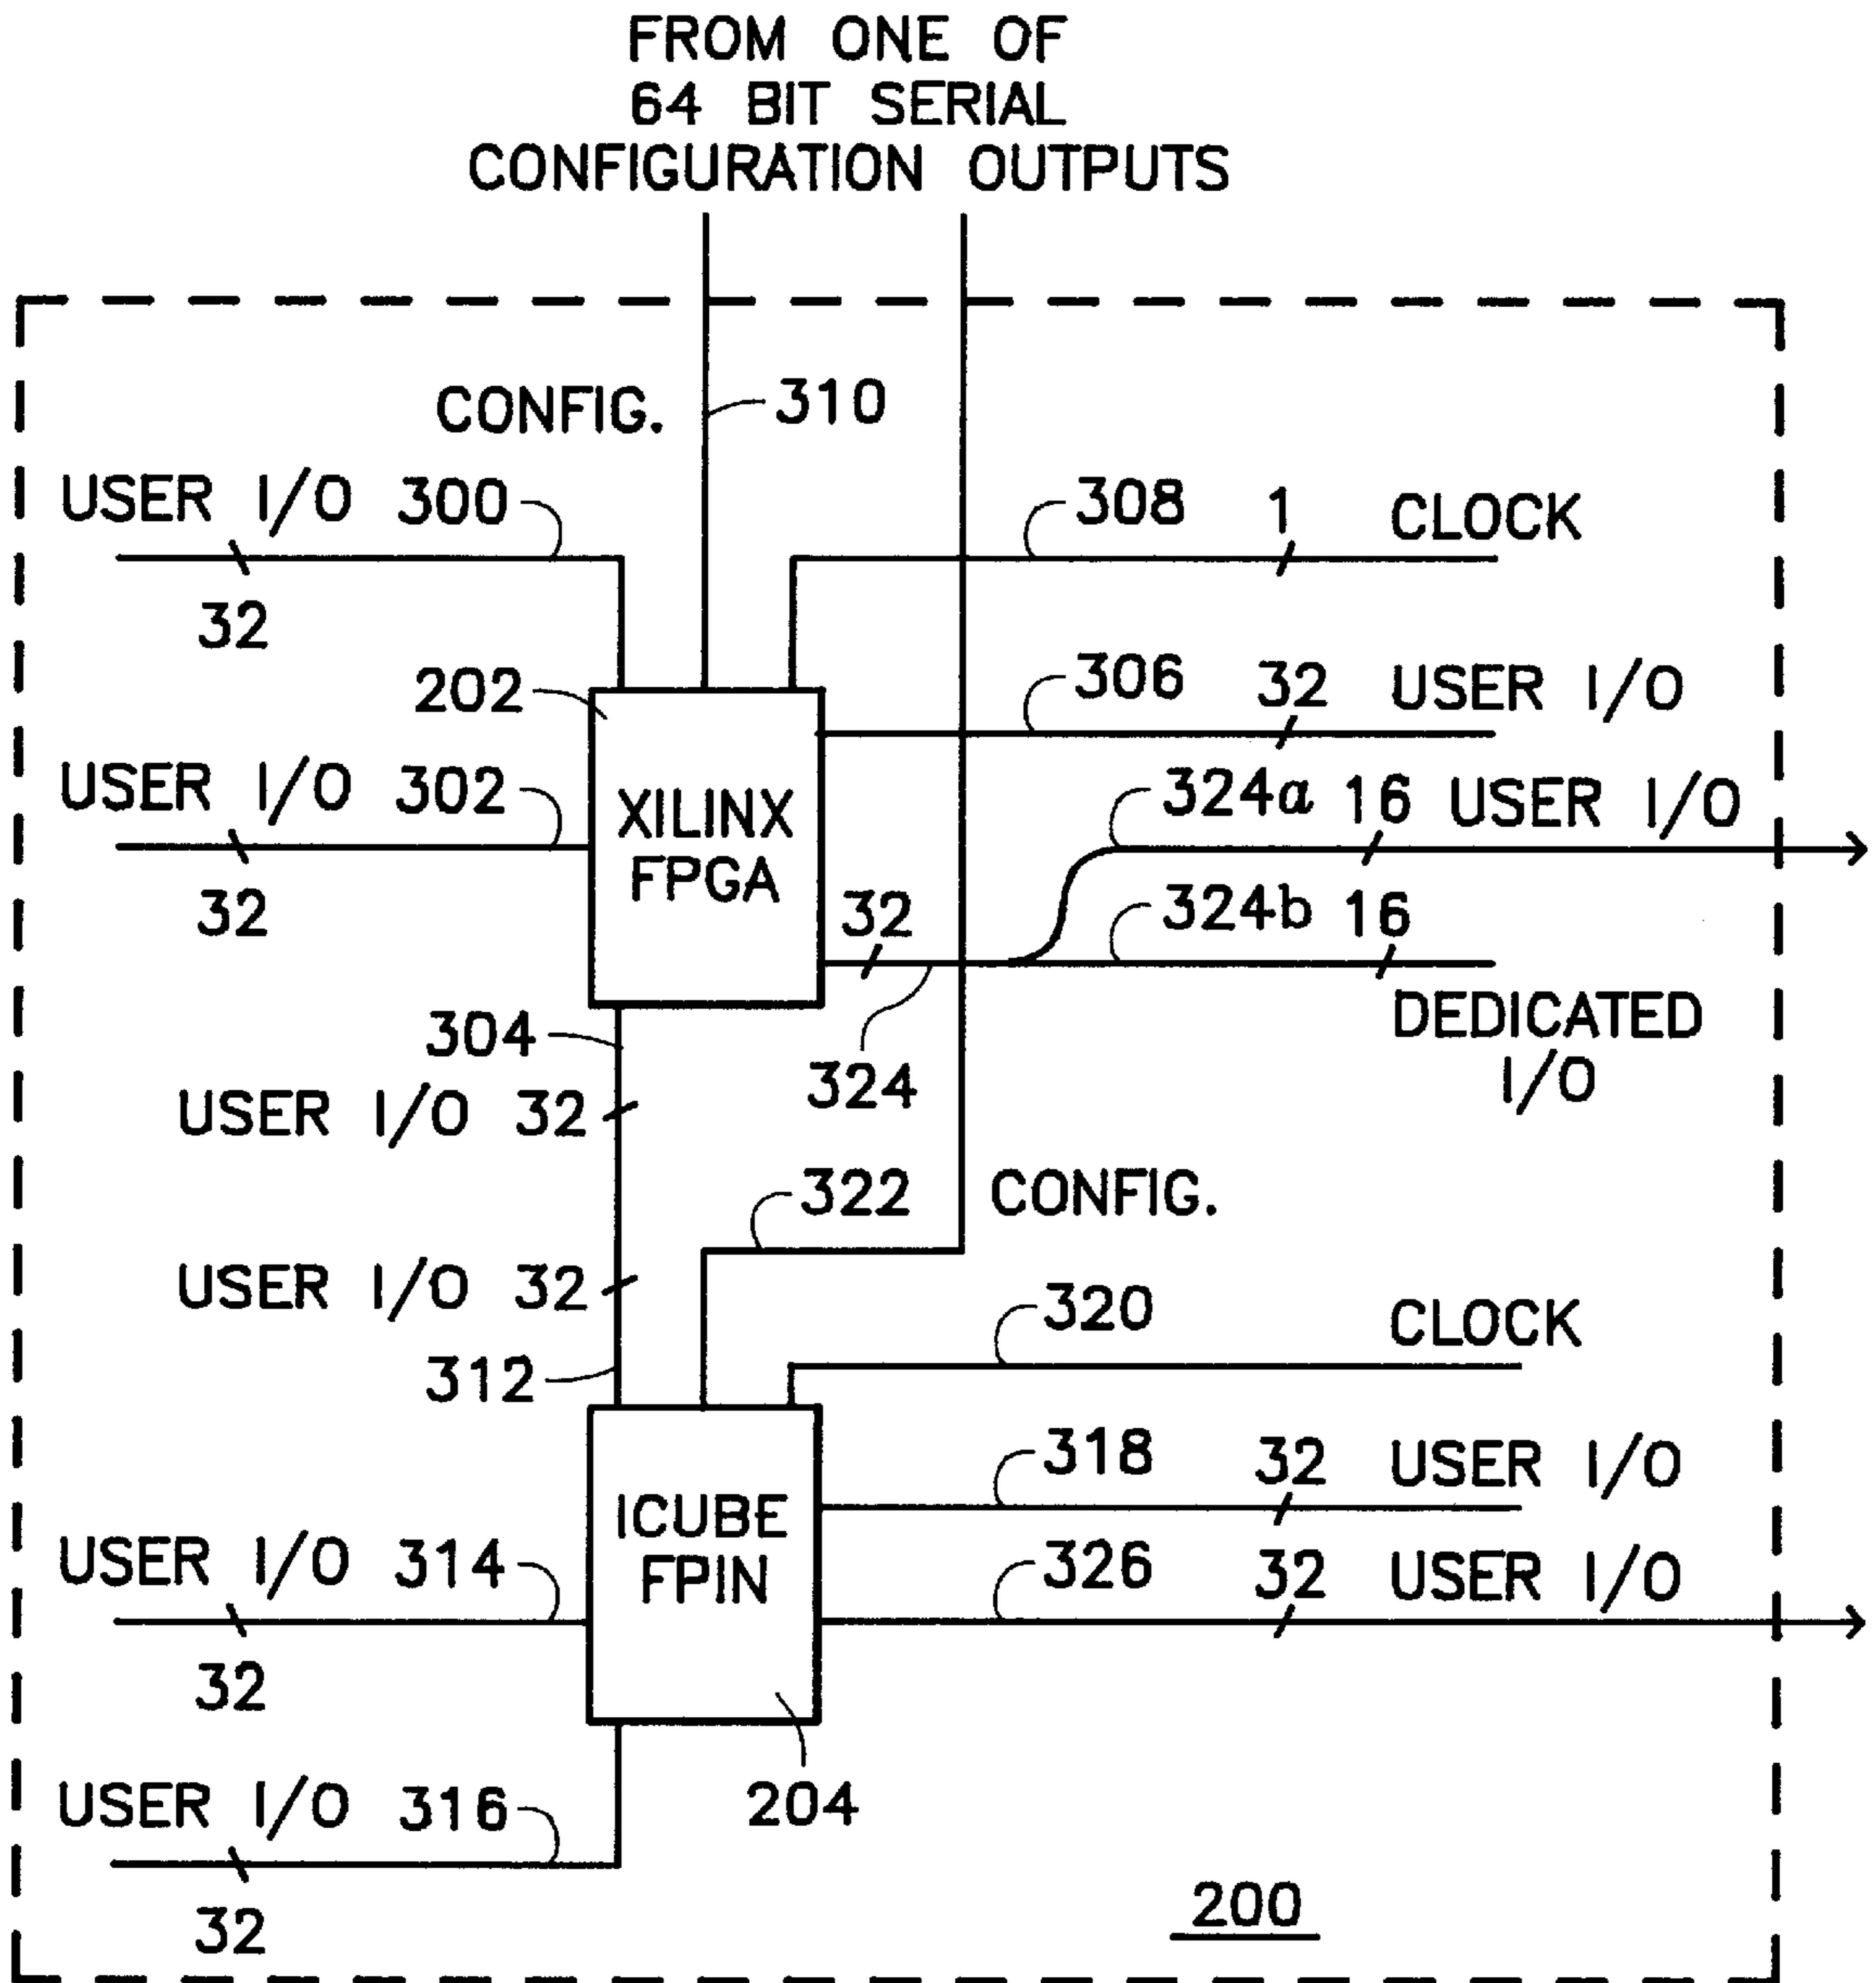 FROM ONE OF
64 BIT SERIAL
CONFIGURATION OUTPUTS
CONFIG.
310
USER I/O 300
308 1 CLOCK
32
202
306 32 USER I/O
USER I/O 302
XILINX
FPGA
324a 16 USER I/O
32
32
324b 16
304
324
DEDICATED
I/O
USER I/O 32
322 CONFIG.
USER I/O 32
320 CLOCK
312
318 32 USER I/O
ICUBE
FPIN
USER I/O 314
326 32 USER I/O
32
204
USER I/O 316
32
200